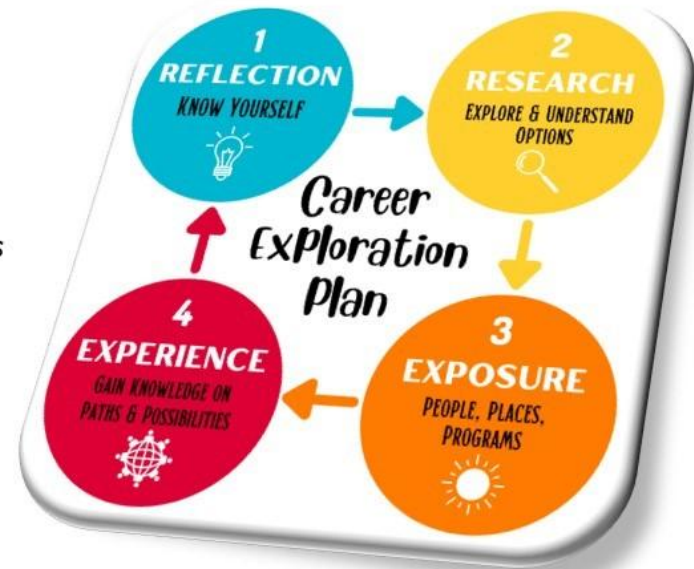 1
REFLECTION
KNOW YOURSELF
2
RESEARCH
EXPLORE & UNDERSTAND
OPTIONS
Career
ExPloration
Plan
3
EXPOSURE
PEOPLE, PLACES,
PROGRAMS
4
EXPERIENCE
GAIN KNOWLEDGE ON
PATHS & POSSIBILITIES
s